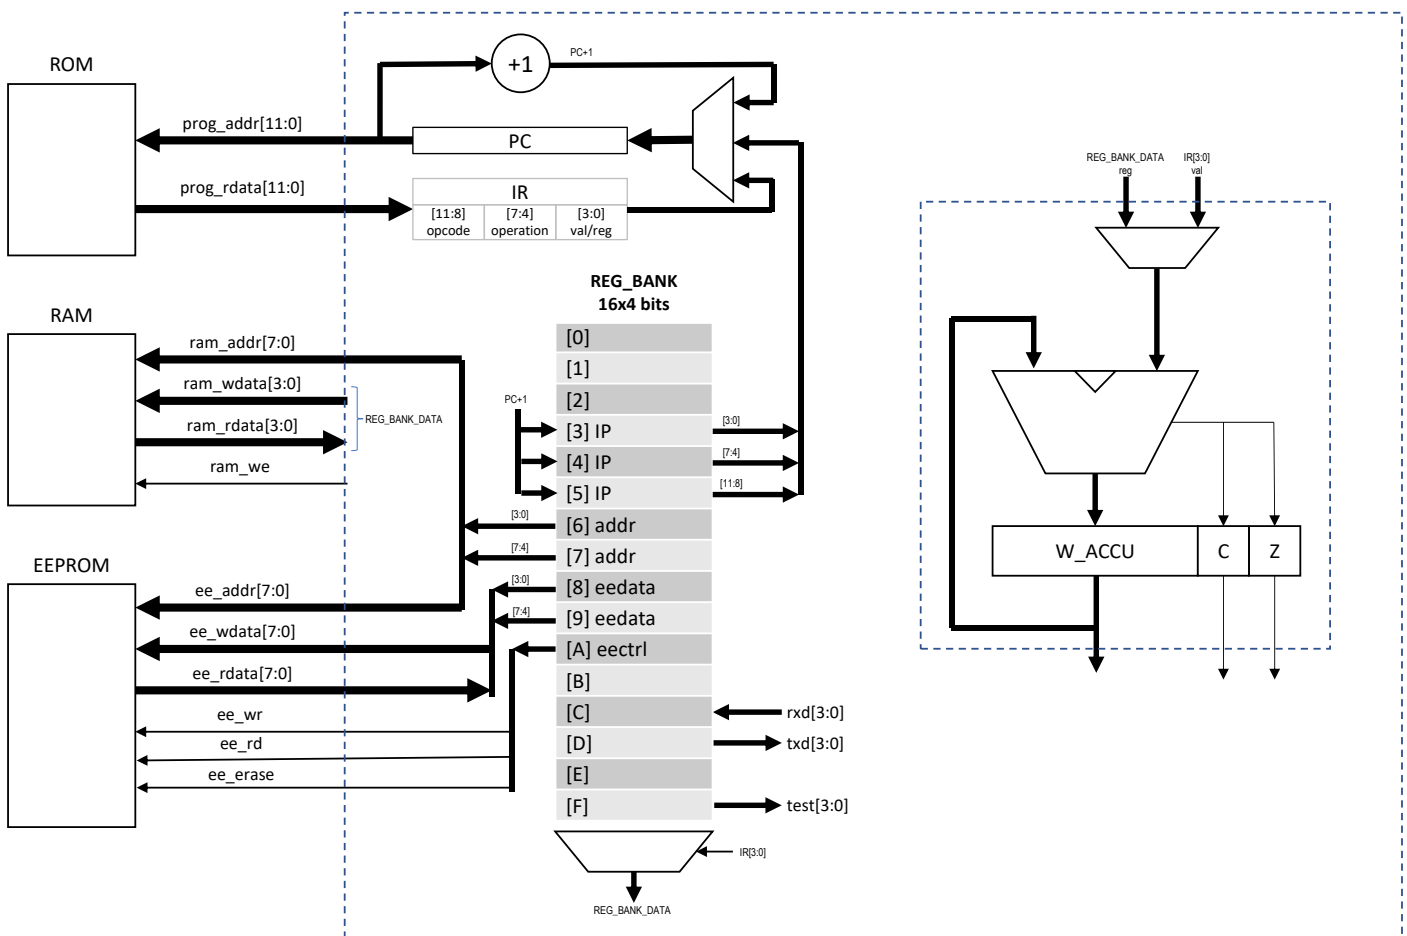 ROM
+1
PC+1
prog_addr[11:0]
PC
prog_rdata[11:0]
IR
[11:8]
opcode
[7:4]
operation
[3:0]
val/reg
REG_BANK_DATA
reg
IR[3:0]
val
REG_BANK
16x4 bits
RAM
ram_addr[7:0]
ram_wdata[3:0]
ram_rdata[3:0]
REG_BANK_DATA
ram_we
PC+1
[0]
[1]
[2]
[3] IP
[3:0]
[4] IP
[7:4]
[5] IP
[11:8]
[3:0]
[6] addr
[7:4]
[7] addr
EEPROM
ee_addr[7:0]
[3:0]
[8] eedata
ee_wdata[7:0]
[7:4]
[9] eedata
[A] eectrl
ee_rdata[7:0]
[B]
ee_wr
[C]
rxd[3:0]
ee_rd
[D]
txd[3:0]
ee_erase
[E]
[F]
test[3:0]
IR[3:0]
REG_BANK_DATA
W_ACCU
C
Z